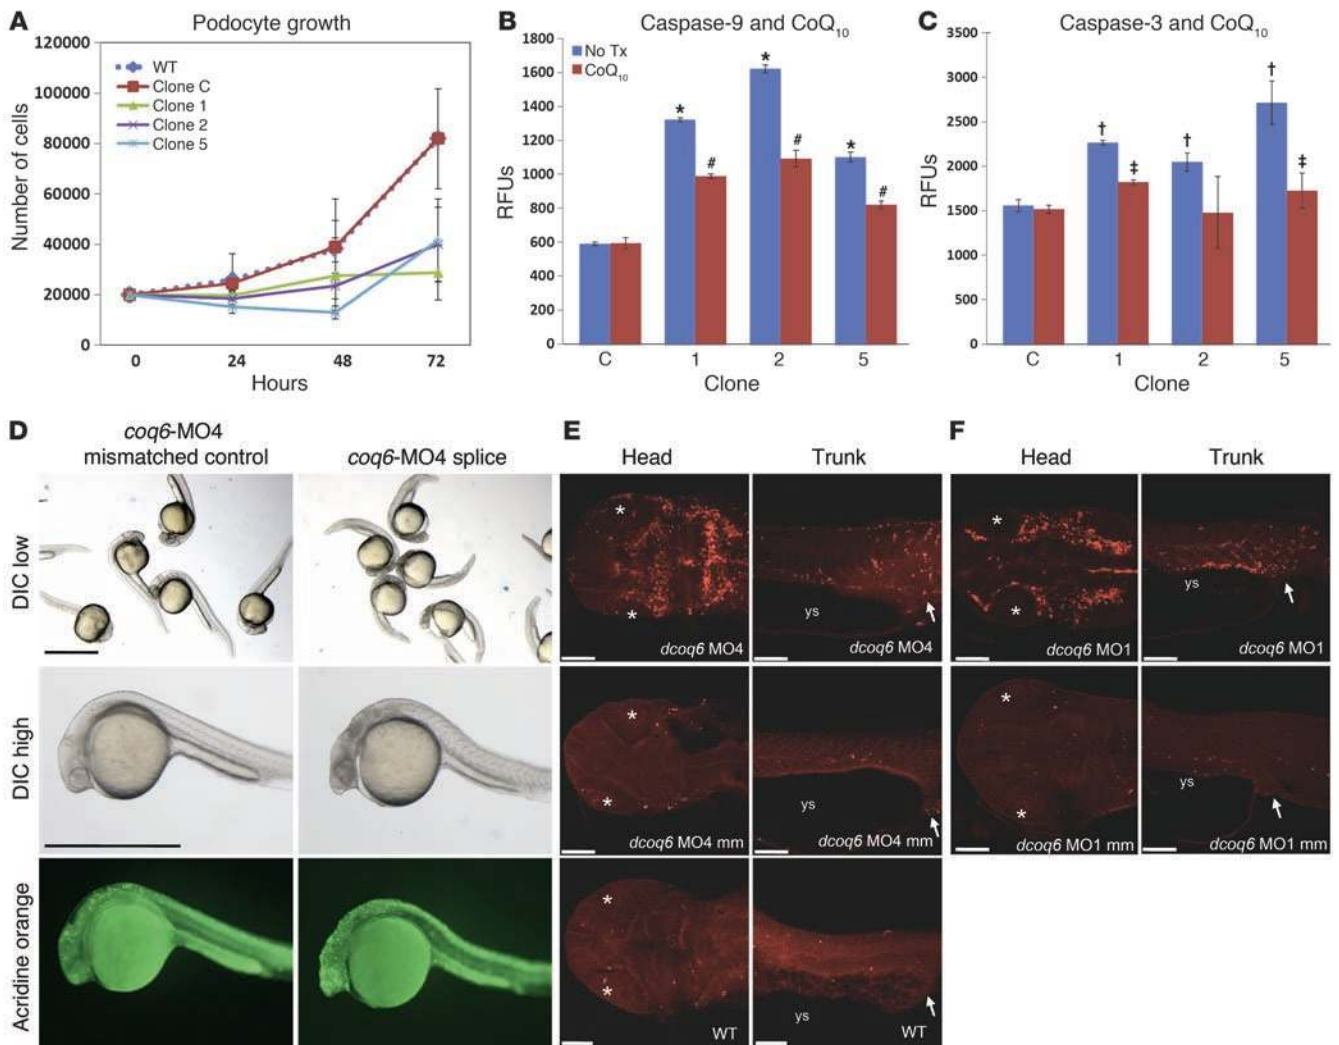 A
Podocyte growth
120000
100000
80000
60000
40000
20000
0
Number of cells
WT
Clone C
Clone 1
Clone 2
Clone 5
0 24 48 72
Hours
B
Caspase-9 and CoQ10
1800
1600
1400
1200
1000
800
600
400
200
0
RFUs
No Tx
CoQ10
* # * # * #
C 1 2 5
Clone
C
Caspase-3 and CoQ10
3500
3000
2500
2000
1500
1000
500
0
RFUs
† ‡ † † ‡
C 1 2 5
Clone
D
coq6-MO4
mismatched control
coq6-MO4 splice
DIC low
DIC high
Acridine orange
E
Head Trunk
* *
ys
dcoq6 MO4
dcoq6 MO4
* *
ys
dcoq6 MO4 mm
dcoq6 MO4 mm
* *
ys
WT
WT
F
Head Trunk
* *
ys
dcoq6 MO1
dcoq6 MO1
* *
ys
dcoq6 MO1 mm
dcoq6 MO1 mm